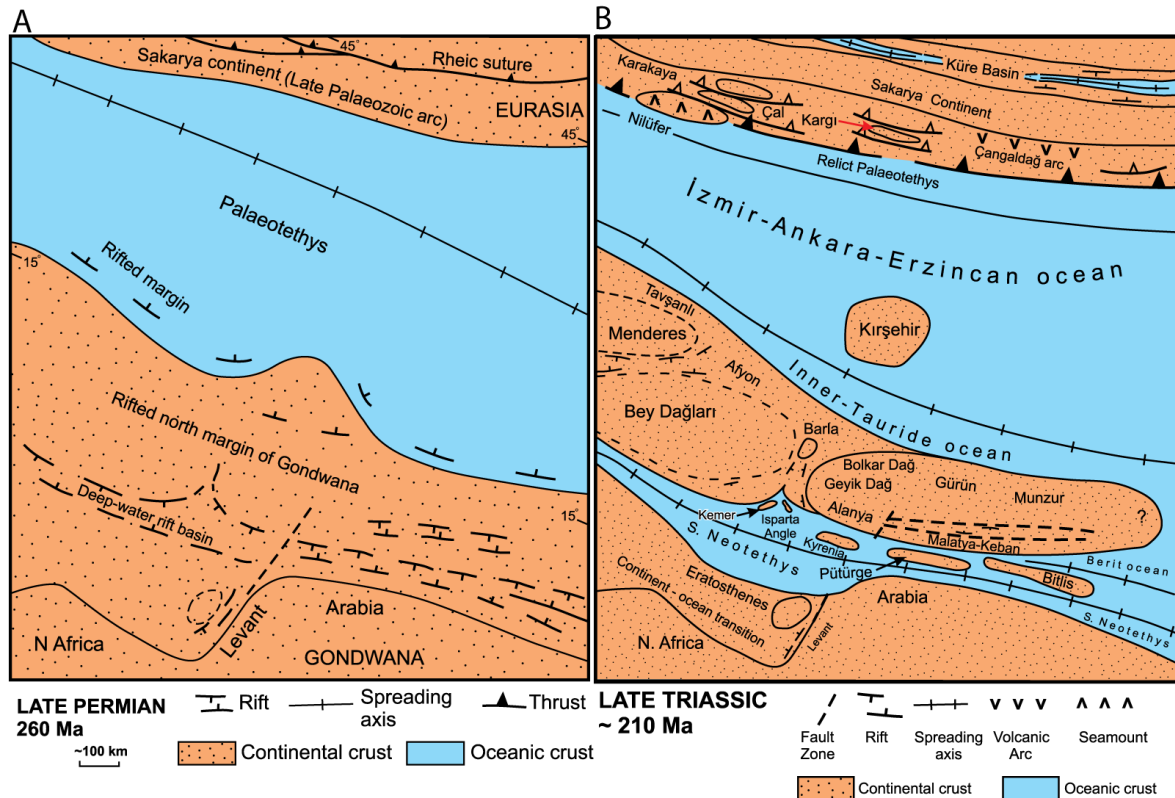 A
45°
Rheic suture
Sakarya continent (Late Palaeozoic arc)
EURASIA
45°
Palaeotethys
15°
Rifted margin
Rifted north margin of Gondwana
Deep-water rift basin
15°
Arabia
Levant
N Africa
GONDWANA
LATE PERMIAN
260 Ma
Rift
Spreading
axis
Thrust
~100 km
Continental crust
Oceanic crust
B
Karakaya
Küre Basin
Sakarya Continent
Çal
Kargı
Nilüfer
Çangaldağ arc
Relict Palaeotethys
İzmir-Ankara-Erzincan ocean
Tavşanlı
Menderes
Kırşehir
Afyon
Inner-Tauride ocean
Bey Dağları
Barla
Bolkar Dağ
Geyik Dağ
Gürün
Munzur
?
Alanya
Kemer
Isparta
Angle
Kyrenia
Malatya-Keban
S. Neotethys
Pütürge
Berit ocean
Bitlis
Eratosthenes
Continent - ocean transition
Arabia
S. Neotethys
N. Africa
Levant
LATE TRIASSIC
~ 210 Ma
Fault
Zone
Rift
Spreading
axis
Volcanic
Arc
Seamount
Continental crust
Oceanic crust